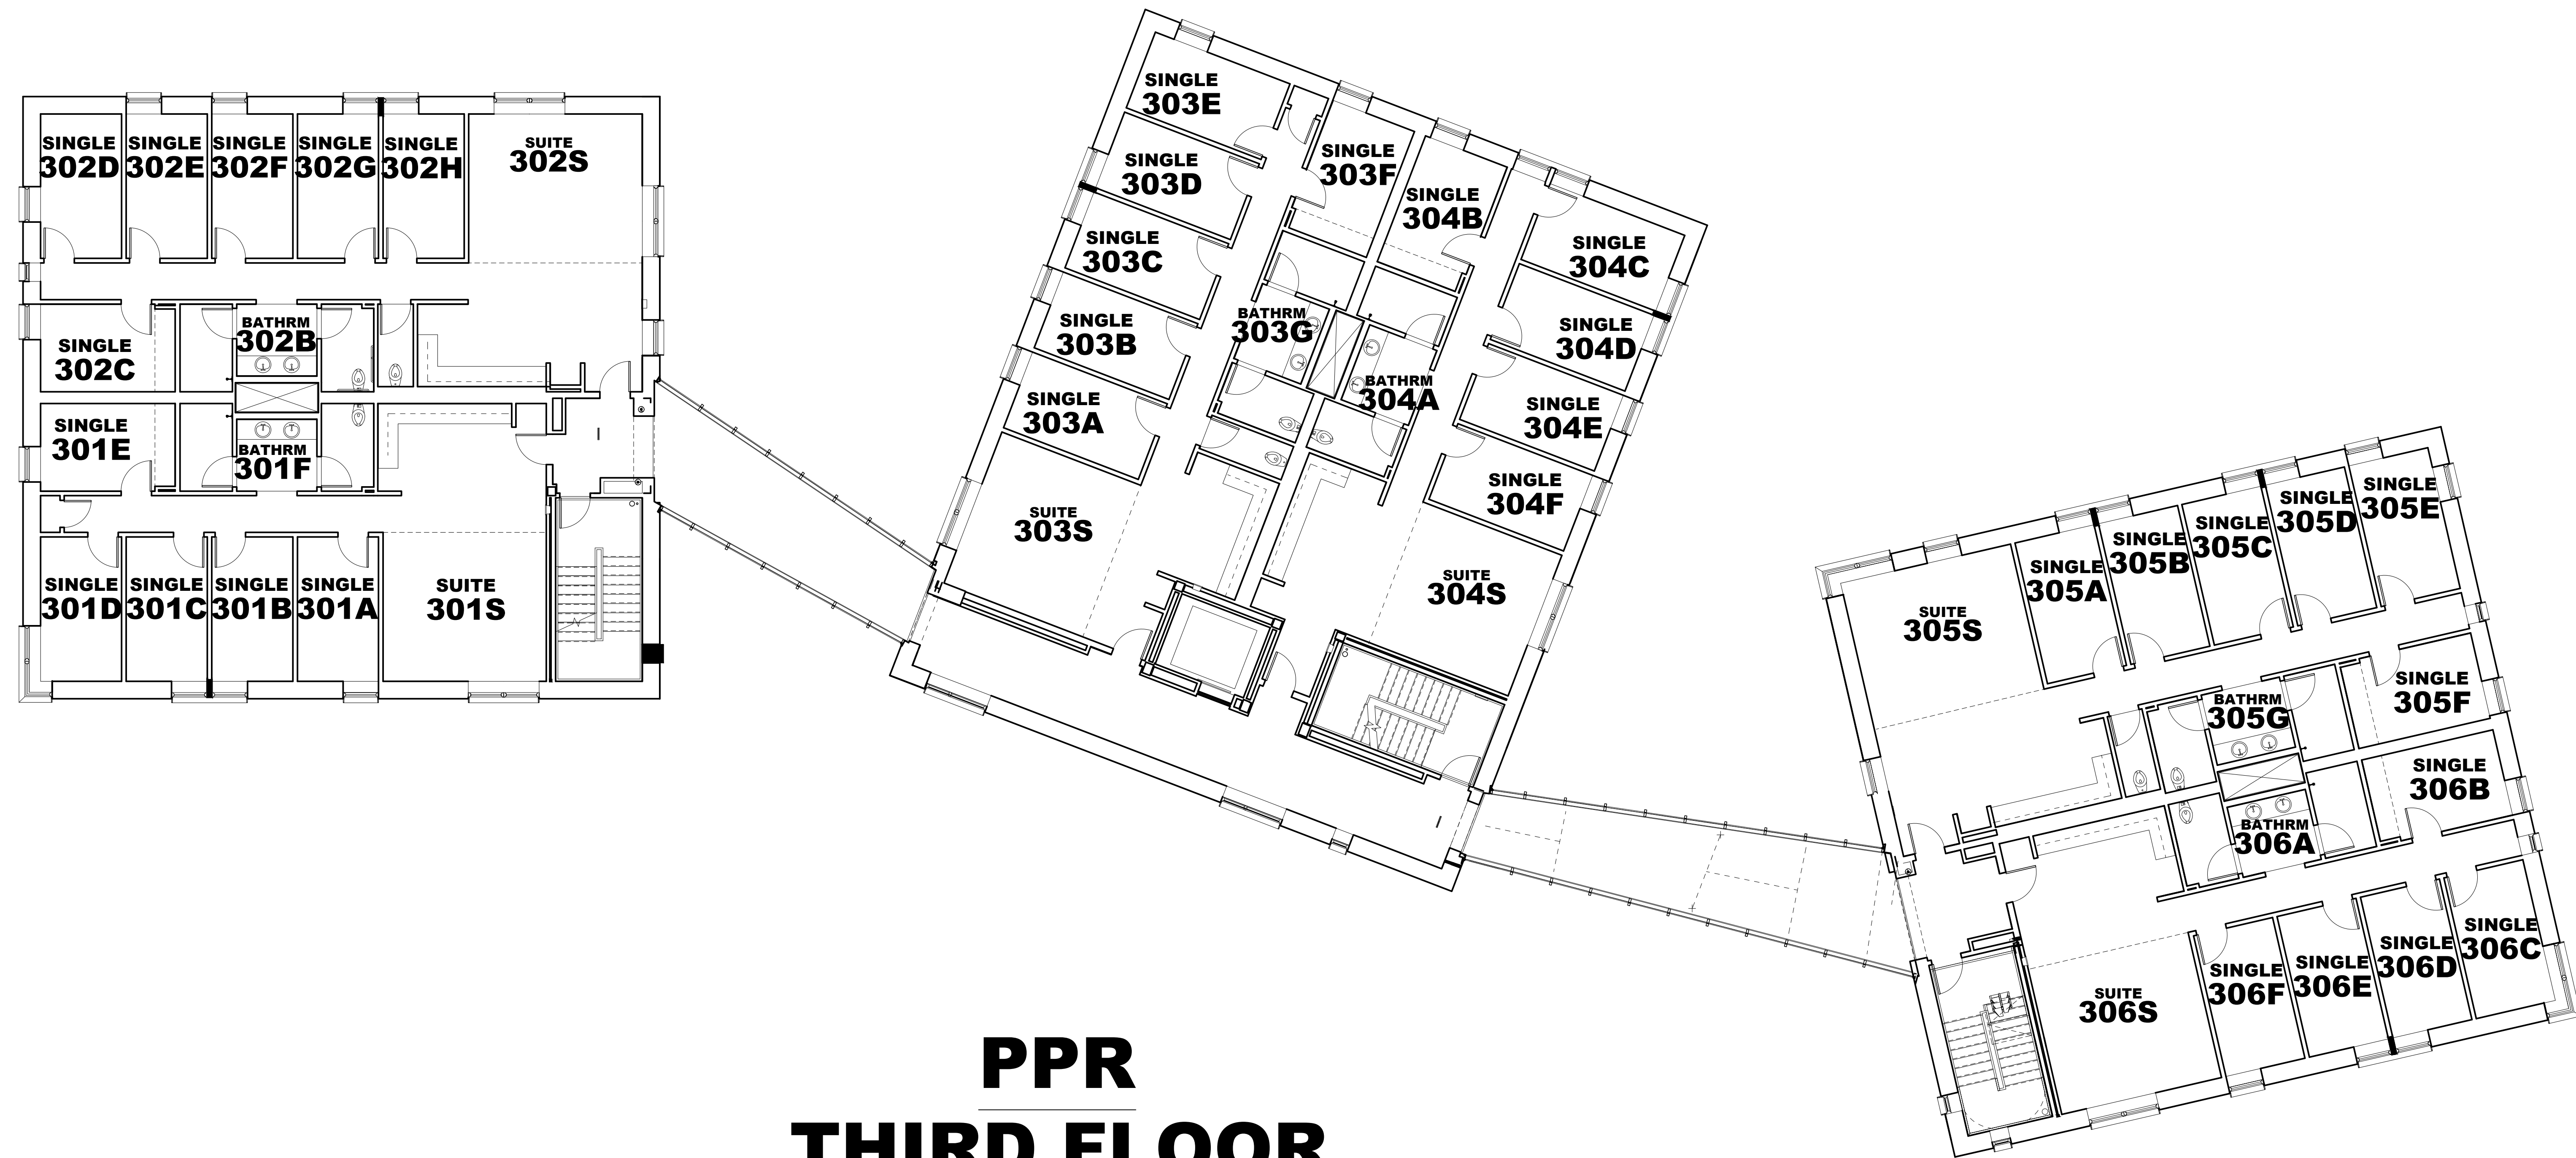 SINGLE
302D
SINGLE
302E
SINGLE
302F
SINGLE
302G
SINGLE
302H
SUITE
302S
SINGLE
302C
BATHRM
302B
SINGLE
301E
BATHRM
301F
SINGLE
301D
SINGLE
301C
SINGLE
301B
SINGLE
301A
SUITE
301S
SINGLE
303E
SINGLE
303D
SINGLE
303C
SINGLE
303B
SINGLE
303A
SUITE
303S
SINGLE
303F
BATHRM
303G
SINGLE
304B
BATHRM
304A
SINGLE
304C
SINGLE
304D
SINGLE
304E
SINGLE
304F
SUITE
304S
SUITE
305S
SINGLE
305A
SINGLE
305B
SINGLE
305C
SINGLE
305D
SINGLE
305E
SINGLE
305F
BATHRM
305G
SINGLE
306B
BATHRM
306A
SINGLE
306C
SINGLE
306D
SINGLE
306E
SINGLE
306F
SUITE
306S
PPR
THIRD FLOOR